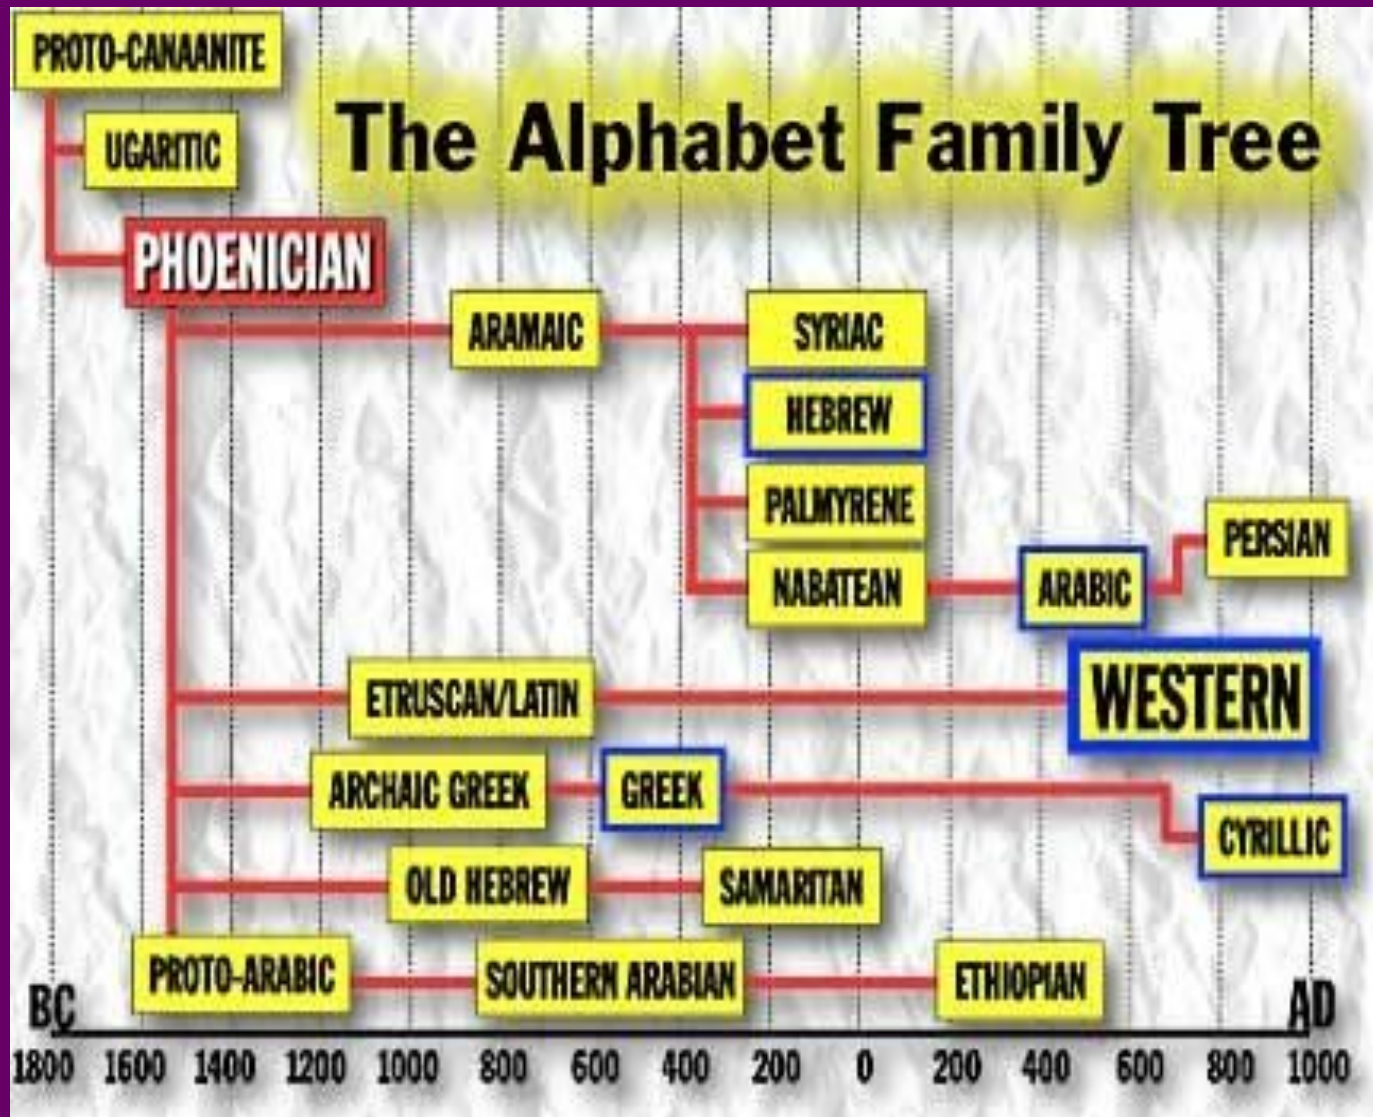 PROTO-CANAANITE
The Alphabet Family Tree
UGARITIC
PHOENICIAN
ARAMAIC
SYRIAC
HEBREW
PALMYRENE
PERSIAN
NABATEAN
ARABIC
ETRUSCAN/LATIN
WESTERN
ARCHAIC GREEK
GREEK
CYRILLIC
OLD HEBREW
SAMARITAN
PROTO-ARABIC
SOUTHERN ARABIAN
ETHIOPIAN
BC
AD
1800 1600 1400 1200 1000 800 600 400 200 0 200 400 600 800 1000